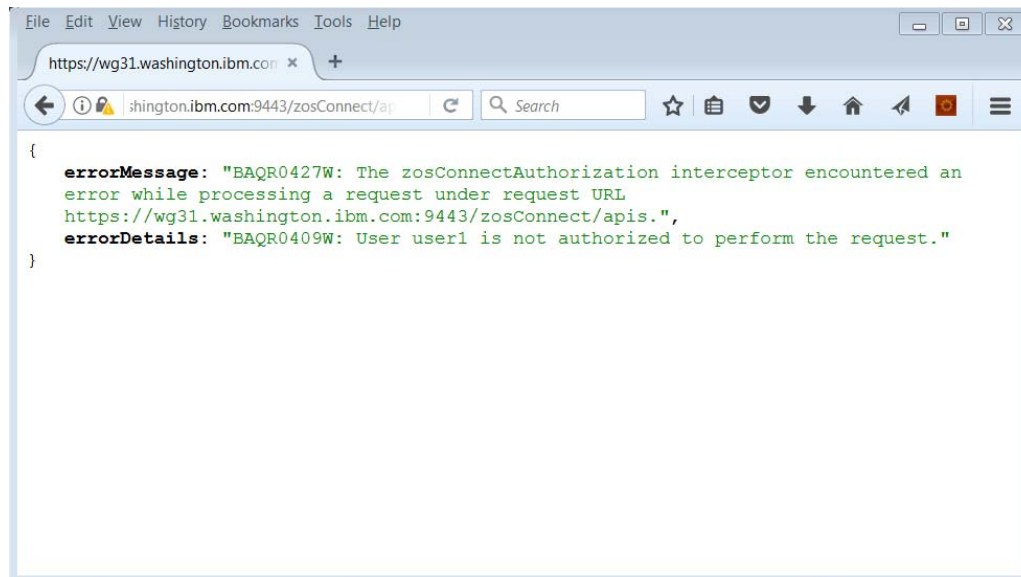 File Edit View History Bookmarks Tools Help
https://wg31.washington.ibm.con × +
shington.ibm.com:9443/zosConnect/ap Search
{
errorMessage: "BAQR0427W: The zosConnectAuthorization interceptor encountered an
error while processing a request under request URL
https://wg31.washington.ibm.com:9443/zosConnect/apis.",
errorDetails: "BAQR0409W: User user1 is not authorized to perform the request."
}